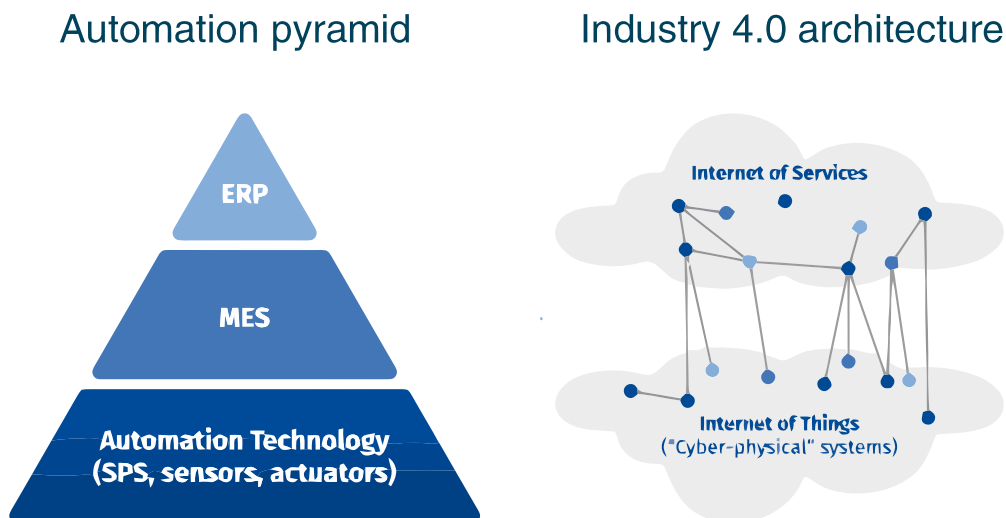 Automation pyramid
Industry 4.0 architecture
ERP
MES
Automation Technology
(SPS, sensors, actuators)
Internet of Services
Internet of Things
("Cyber-physical" systems)